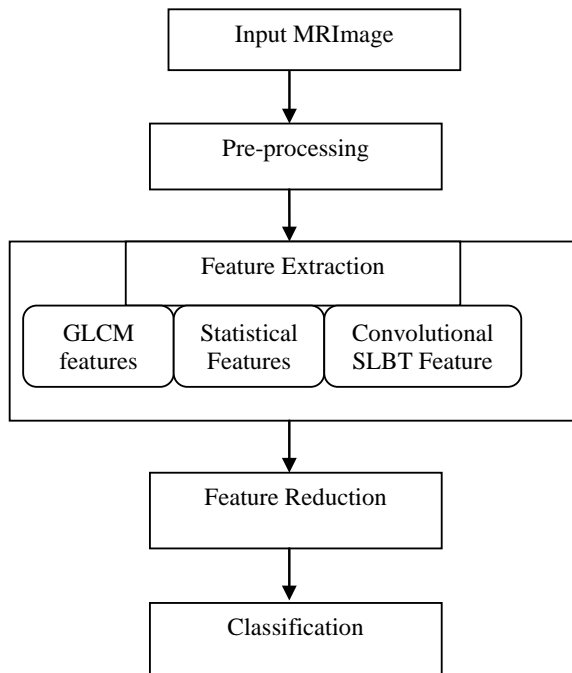 Input MRImage
Pre-processing
Feature Extraction
GLCM
features
Statistical
Features
Convolutional
SLBT Feature
Feature Reduction
Classification